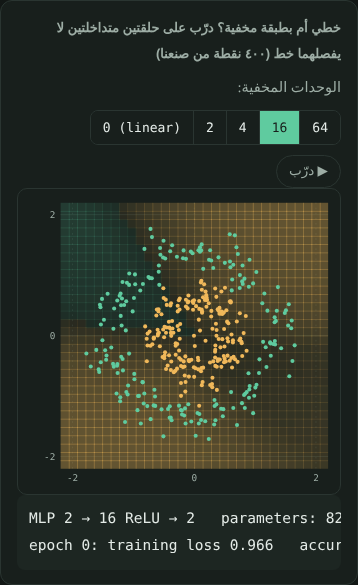 خطي أم بطبقة مخفية؟ درّب على حلقتين متداخلتين لا
يفصلهما خط (٤٠٠ نقطة من صنعنا)
الوحدات المخفية:
0 (linear) 2 4 16 64
▶ درّب
2
0
-2
-2 0 2
MLP 2 → 16 ReLU → 2 parameters: 82
epoch 0: training loss 0.966